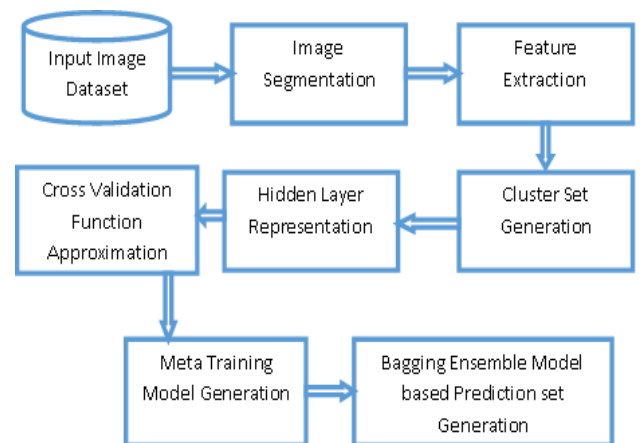 Input Image
Dataset
Image
Segmentation
Feature
Extraction
Cross Validation
Function
Approximation
Hidden Layer
Representation
Cluster Set
Generation
Meta Training
Model Generation
Bagging Ensemble Model
based Prediction set
Generation